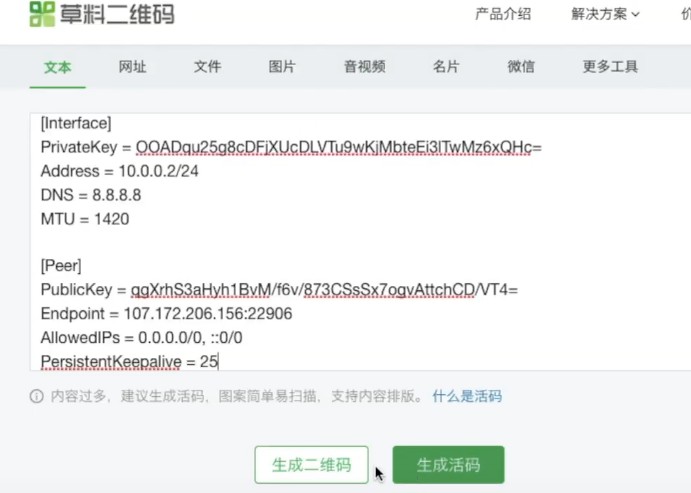 草料二维码
产品介绍 解决方案 价
文本 网址 文件 图片 音视频 名片 微信 更多工具
[Interface]
PrivateKey = OOADqu25g8cDFjXUcDLVTu9wKjMbteEi3lTwMz6xQHc=
Address = 10.0.0.2/24
DNS = 8.8.8.8
MTU = 1420
[Peer]
PublicKey = qgXrhS3aHyh1BvM/f6v/873CSsSx7ogvAttchCD/VT4=
Endpoint = 107.172.206.156:22906
AllowedIPs = 0.0.0.0/0, ::0/0
PersistentKeepalive = 25
内容过多，建议生成活码，图案简单易扫描，支持内容排版。 什么是活码
生成二维码 生成活码